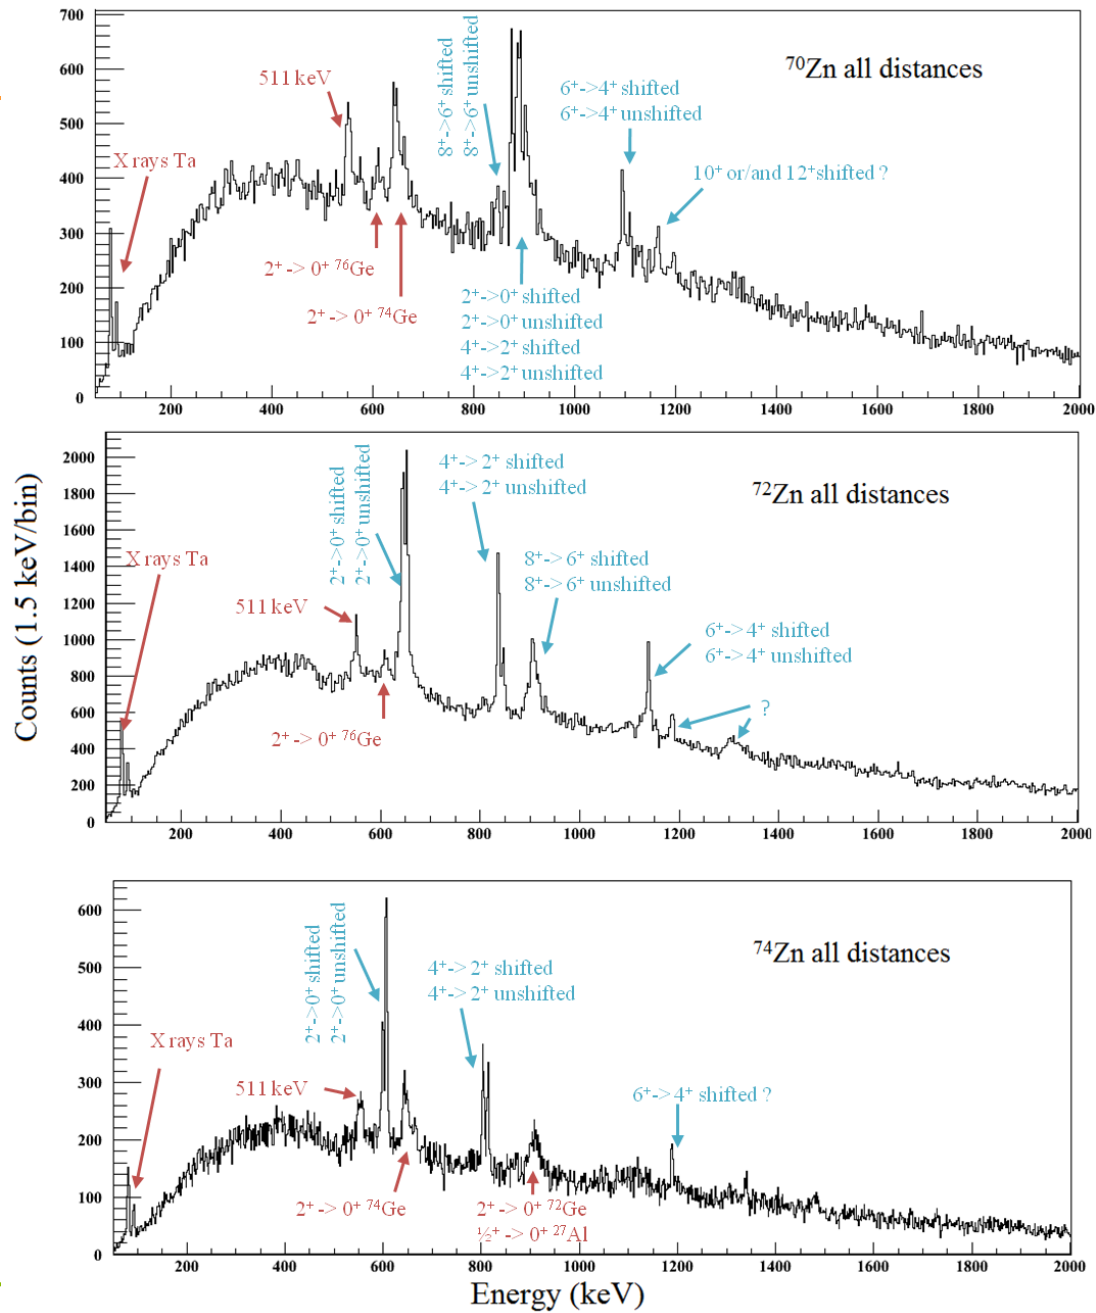 700
600
500
400
300
200
100
0
200 400 600 800 1000 1200 1400 1600 1800 2000
⁷⁰Zn all distances
X rays Ta
511 keV
2⁺ -> 0⁺ ⁷⁶Ge
2⁺ -> 0⁺ ⁷⁴Ge
8⁺->6⁺ shifted
8⁺->6⁺ unshifted
2⁺->0⁺ shifted
2⁺->0⁺ unshifted
4⁺->2⁺ shifted
4⁺->2⁺ unshifted
6⁺->4⁺ shifted
6⁺->4⁺ unshifted
10⁺ or/and 12⁺shifted ?
Counts (1.5 keV/bin)
2000
1800
1600
1400
1200
1000
800
600
400
200
0
200 400 600 800 1000 1200 1400 1600 1800 2000
⁷²Zn all distances
X rays Ta
511 keV
2⁺ -> 0⁺ ⁷⁶Ge
2⁺->0⁺ shifted
2⁺->0⁺ unshifted
4⁺-> 2⁺ shifted
4⁺-> 2⁺ unshifted
8⁺-> 6⁺ shifted
8⁺-> 6⁺ unshifted
6⁺-> 4⁺ shifted
6⁺-> 4⁺ unshifted
?
600
500
400
300
200
100
0
200 400 600 800 1000 1200 1400 1600 1800 2000
⁷⁴Zn all distances
X rays Ta
511 keV
2⁺->0⁺ shifted
2⁺->0⁺ unshifted
2⁺ -> 0⁺ ⁷⁴Ge
4⁺-> 2⁺ shifted
4⁺-> 2⁺ unshifted
2⁺ -> 0⁺ ⁷²Ge
½⁺ -> 0⁺ ²⁷Al
6⁺->4⁺ shifted ?
Energy (keV)